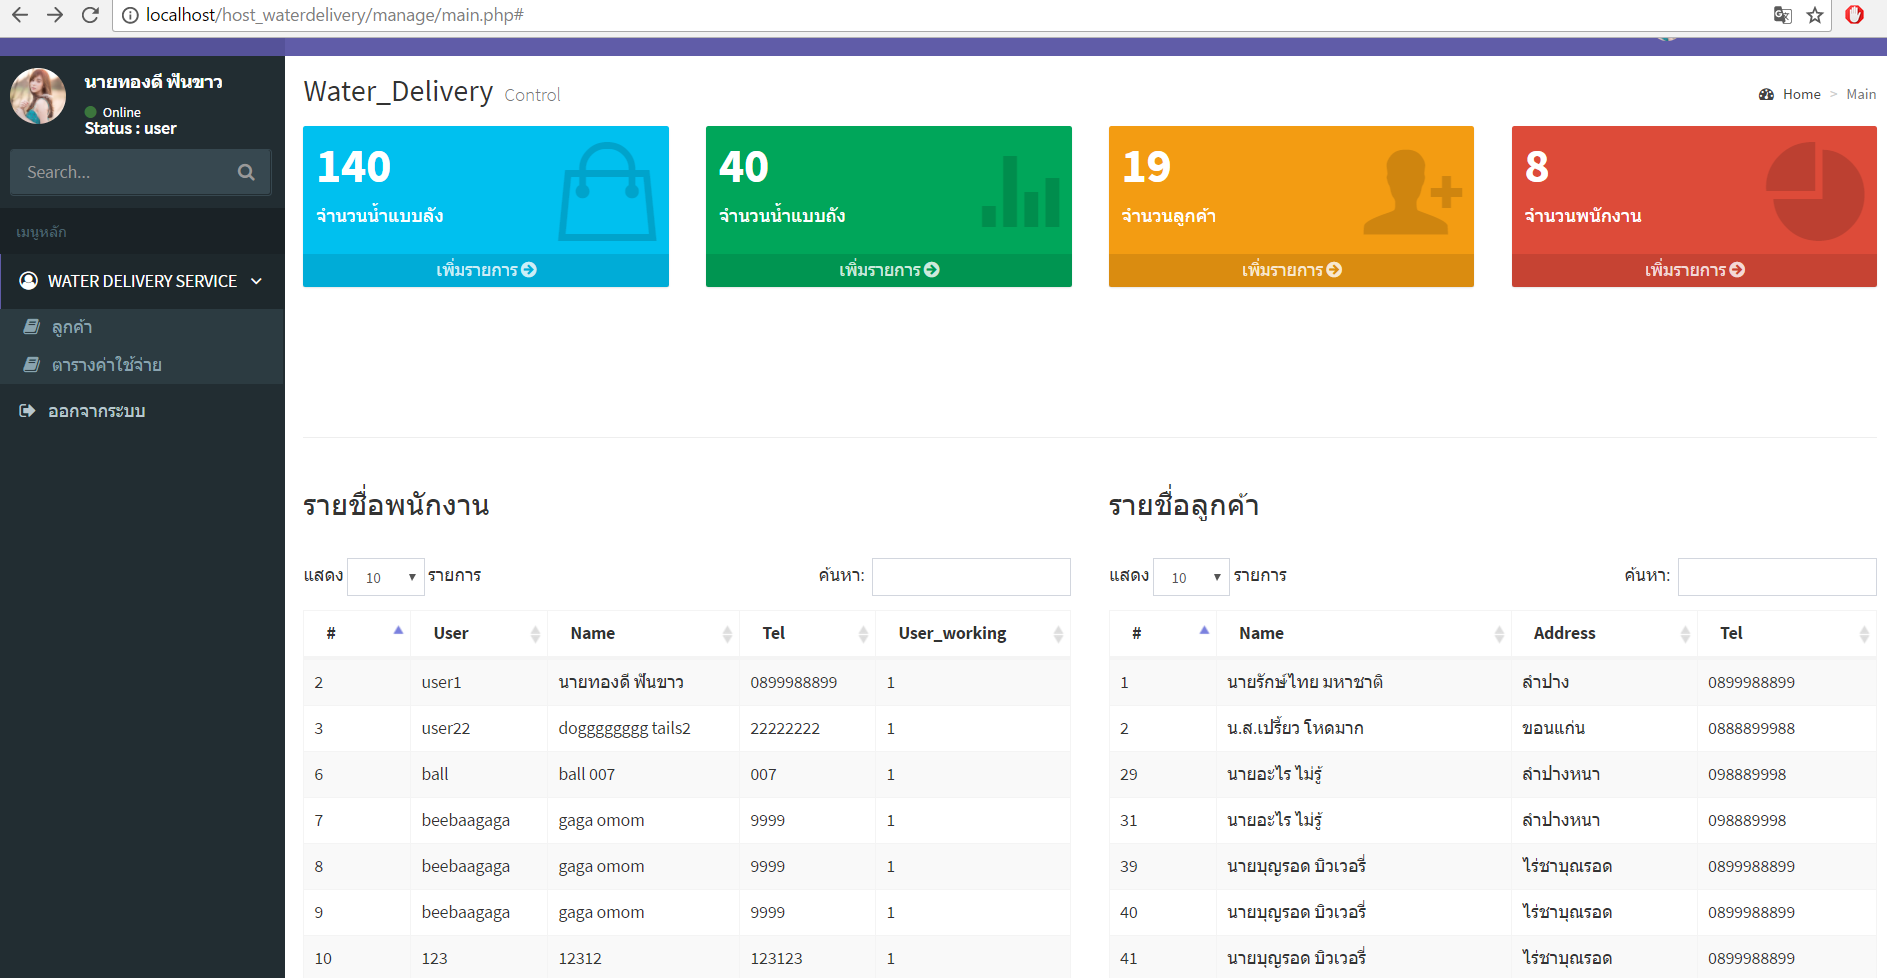 localhost/host_waterdelivery/manage/main.php#
นายทองดี ฟันขาว
Online
Status : user
Search...
เมนูหลัก
WATER DELIVERY SERVICE
ลูกค้า
ตารางค่าใช้จ่าย
ออกจากระบบ
Water_Delivery Control
Home > Main
140
จำนวนน้ำแบบลัง
เพิ่มรายการ
40
จำนวนน้ำแบบถัง
เพิ่มรายการ
19
จำนวนลูกค้า
เพิ่มรายการ
8
จำนวนพนักงาน
เพิ่มรายการ
รายชื่อพนักงาน
แสดง 10 รายการ ค้นหา:
# User Name Tel User_working
2 user1 นายทองดี ฟันขาว 0899988899 1
3 user22 dogggggggg tails2 22222222 1
6 ball ball 007 007 1
7 beebaagaga gaga omom 9999 1
8 beebaagaga gaga omom 9999 1
9 beebaagaga gaga omom 9999 1
10 123 12312 123123 1
รายชื่อลูกค้า
แสดง 10 รายการ ค้นหา:
# Name Address Tel
1 นายรักษ์ไทย มหาชาติ ลำปาง 0899988899
2 น.ส.เปรี้ยว โหดมาก ขอนแก่น 0888899988
29 นายอะไร ไม่รู้ ลำปางหนา 098889998
31 นายอะไร ไม่รู้ ลำปางหนา 098889998
39 นายบุญรอด บิวเวอรี่ ไร่ชาบุณรอด 0899988899
40 นายบุญรอด บิวเวอรี่ ไร่ชาบุณรอด 0899988899
41 นายบุญรอด บิวเวอรี่ ไร่ชาบุณรอด 0899988899